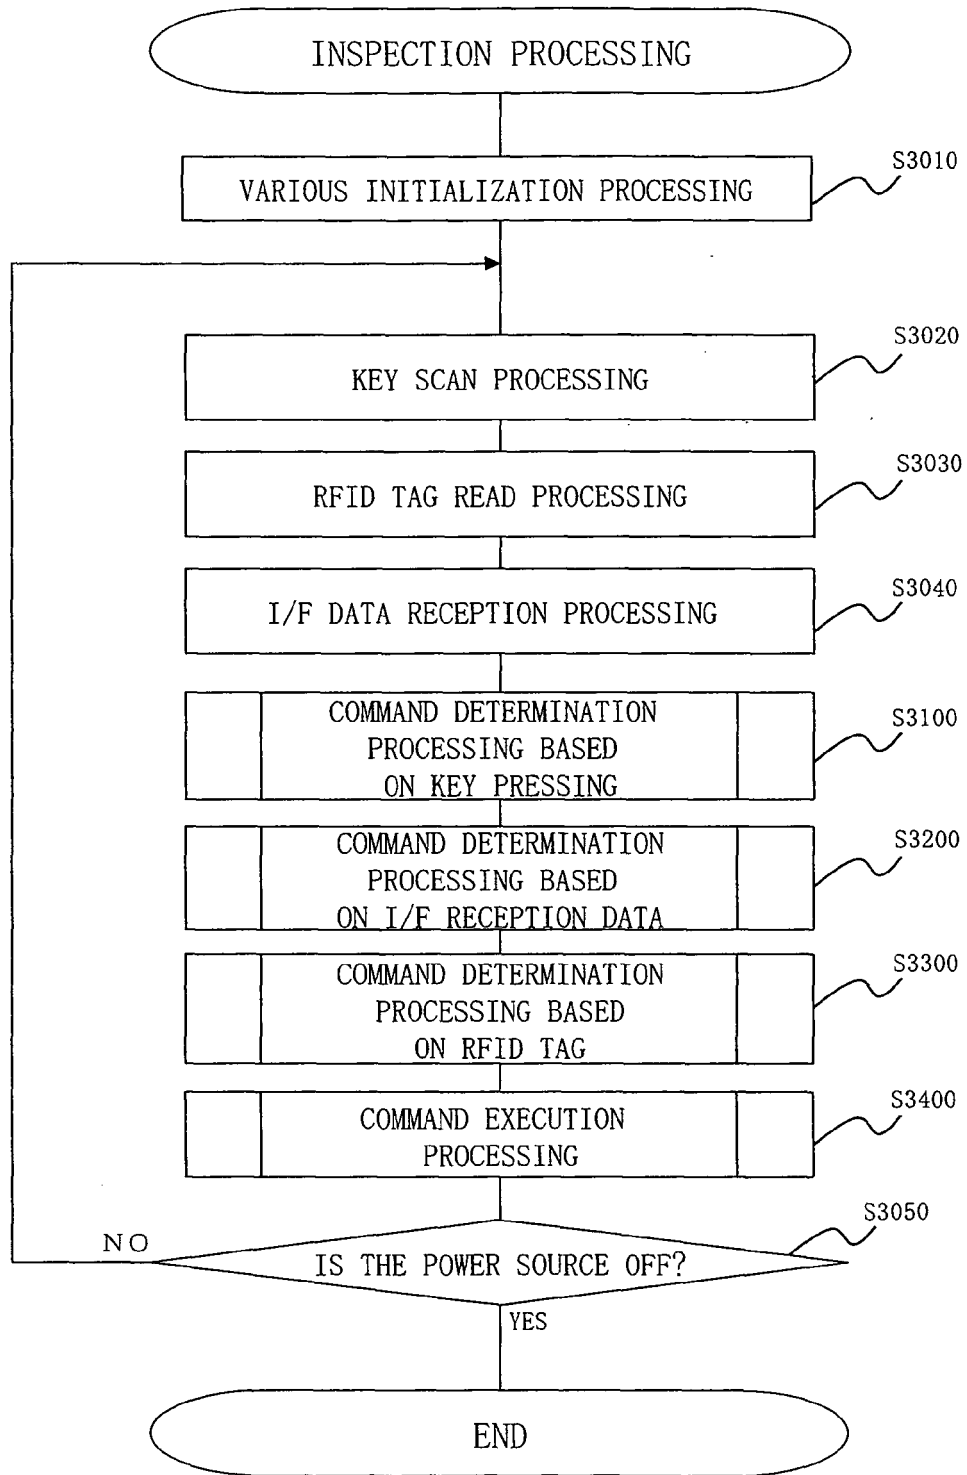 INSPECTION PROCESSING
S3010
VARIOUS INITIALIZATION PROCESSING
S3020
KEY SCAN PROCESSING
S3030
RFID TAG READ PROCESSING
S3040
I/F DATA RECEPTION PROCESSING
S3100
COMMAND DETERMINATION
PROCESSING BASED
ON KEY PRESSING
S3200
COMMAND DETERMINATION
PROCESSING BASED
ON I/F RECEPTION DATA
S3300
COMMAND DETERMINATION
PROCESSING BASED
ON RFID TAG
S3400
COMMAND EXECUTION
PROCESSING
S3050
NO
IS THE POWER SOURCE OFF?
YES
END